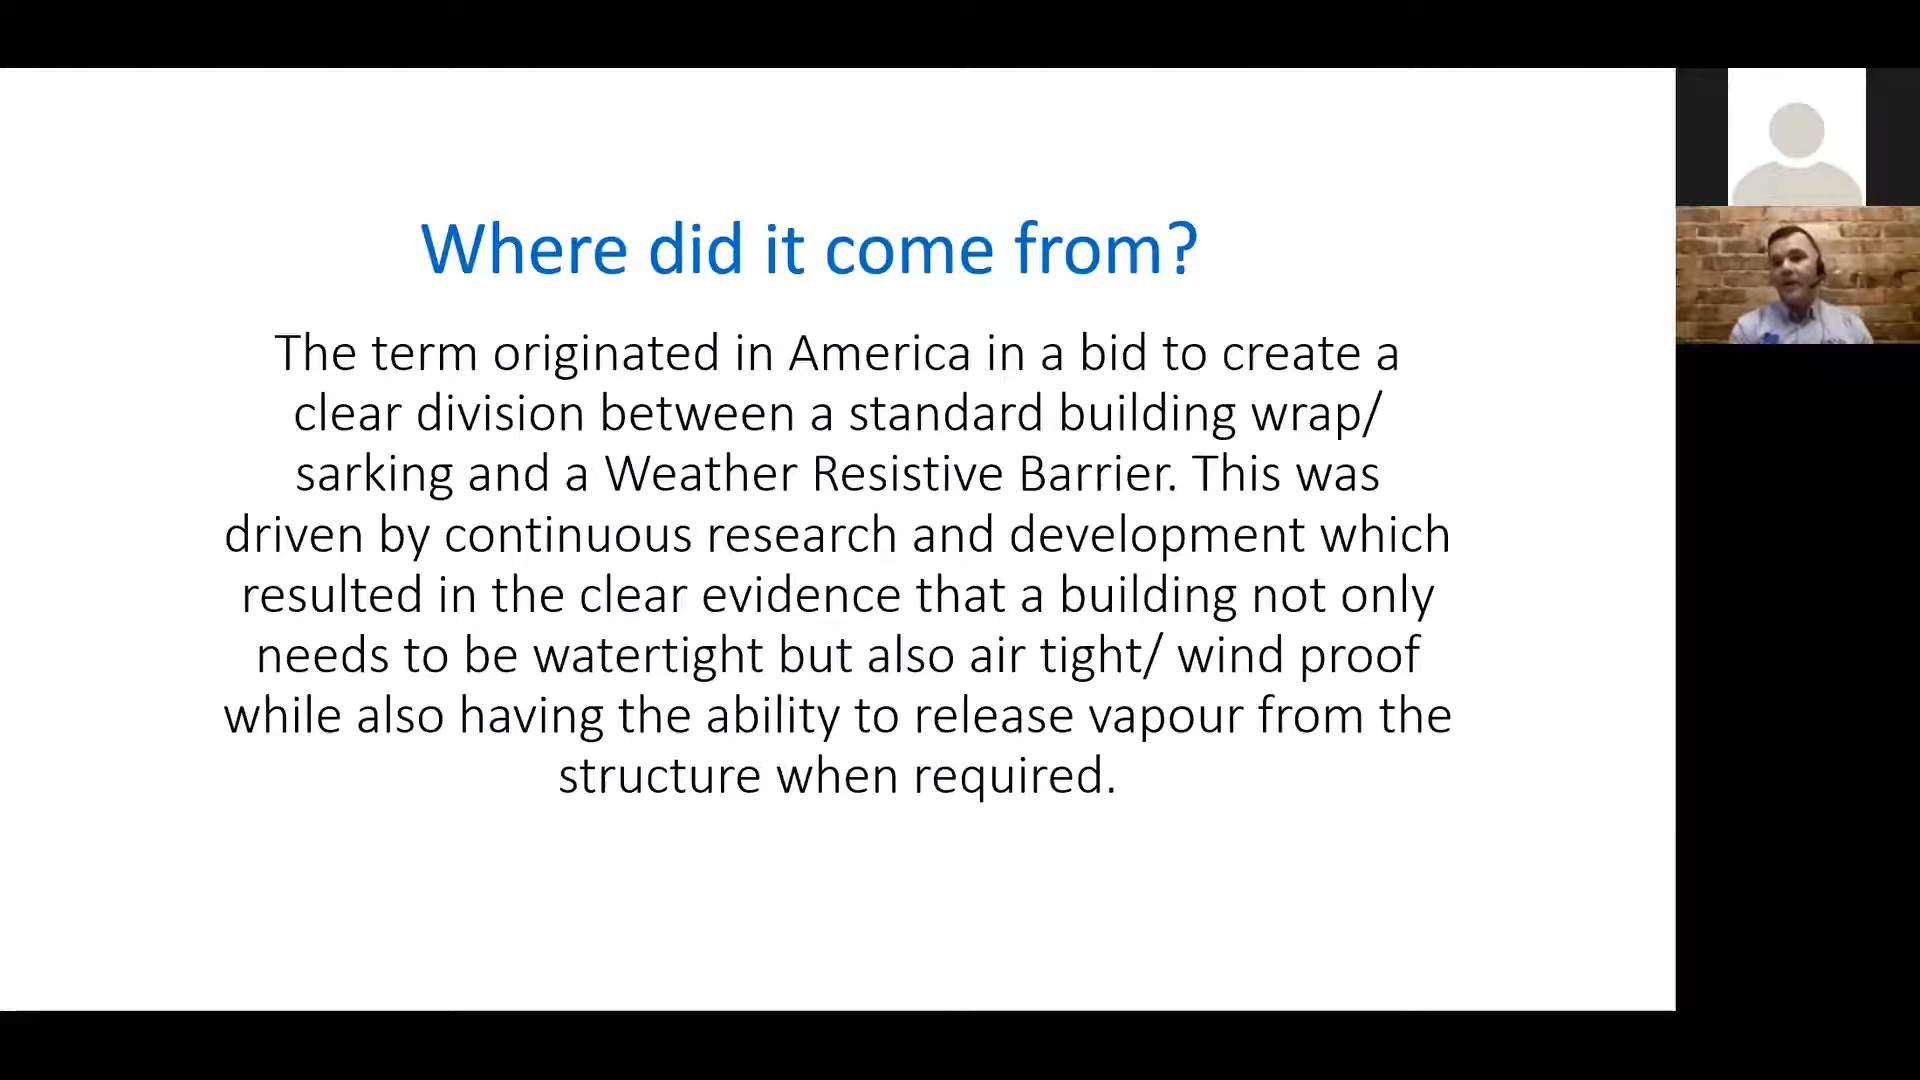 Where did it come from?
The term originated in America in a bid to create a
clear division between a standard building wrap/
sarking and a Weather Resistive Barrier. This was
driven by continuous research and development which
resulted in the clear evidence that a building not only
needs to be watertight but also air tight/ wind proof
while also having the ability to release vapour from the
structure when required.